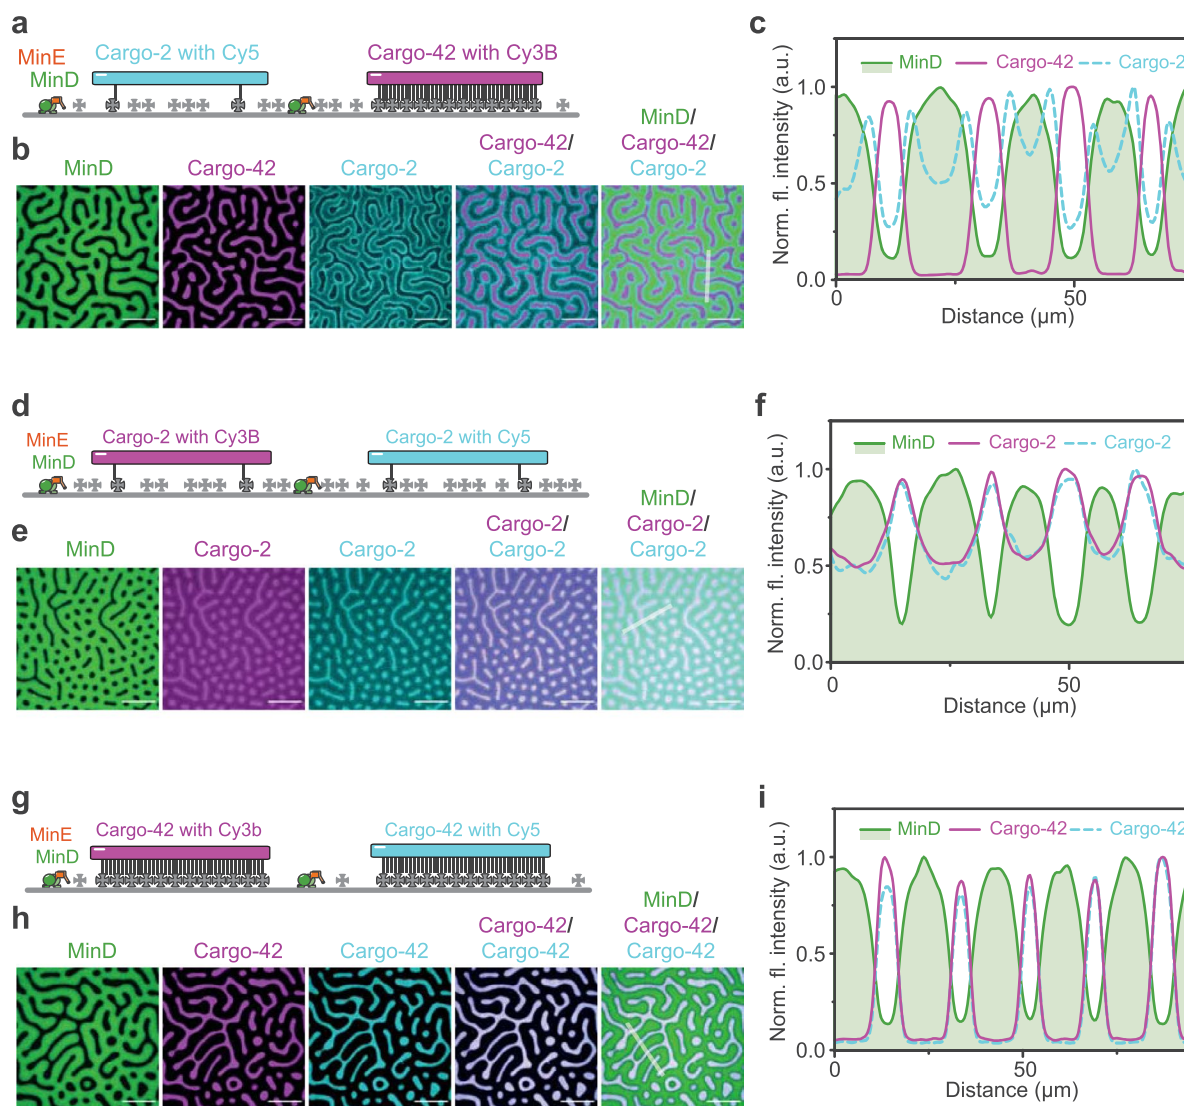 a
MinE
MinD
Cargo-2 with Cy5
Cargo-42 with Cy3B
b
MinD
Cargo-42
Cargo-2
Cargo-42/
Cargo-2
MinD/
Cargo-42/
Cargo-2
c
MinD
Cargo-42
Cargo-2
Norm. fl. intensity (a.u.)
1.0
0.5
0.0
0
50
Distance (µm)
d
MinE
MinD
Cargo-2 with Cy3B
Cargo-2 with Cy5
e
MinD
Cargo-2
Cargo-2
Cargo-2/
Cargo-2
MinD/
Cargo-2/
Cargo-2
f
MinD
Cargo-2
Cargo-2
Norm. fl. intensity (a.u.)
1.0
0.5
0.0
0
50
Distance (µm)
g
MinE
MinD
Cargo-42 with Cy3b
Cargo-42 with Cy5
h
MinD
Cargo-42
Cargo-42
Cargo-42/
Cargo-42
MinD/
Cargo-42/
Cargo-42
i
MinD
Cargo-42
Cargo-42
Norm. fl. intensity (a.u.)
1.0
0.5
0.0
0
50
Distance (µm)